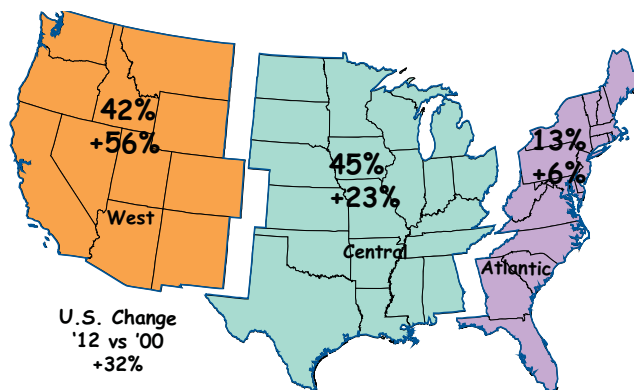 42%
+56%
West
45%
+23%
Central
13%
+6%
Atlantic
U.S. Change
'12 vs '00
+32%